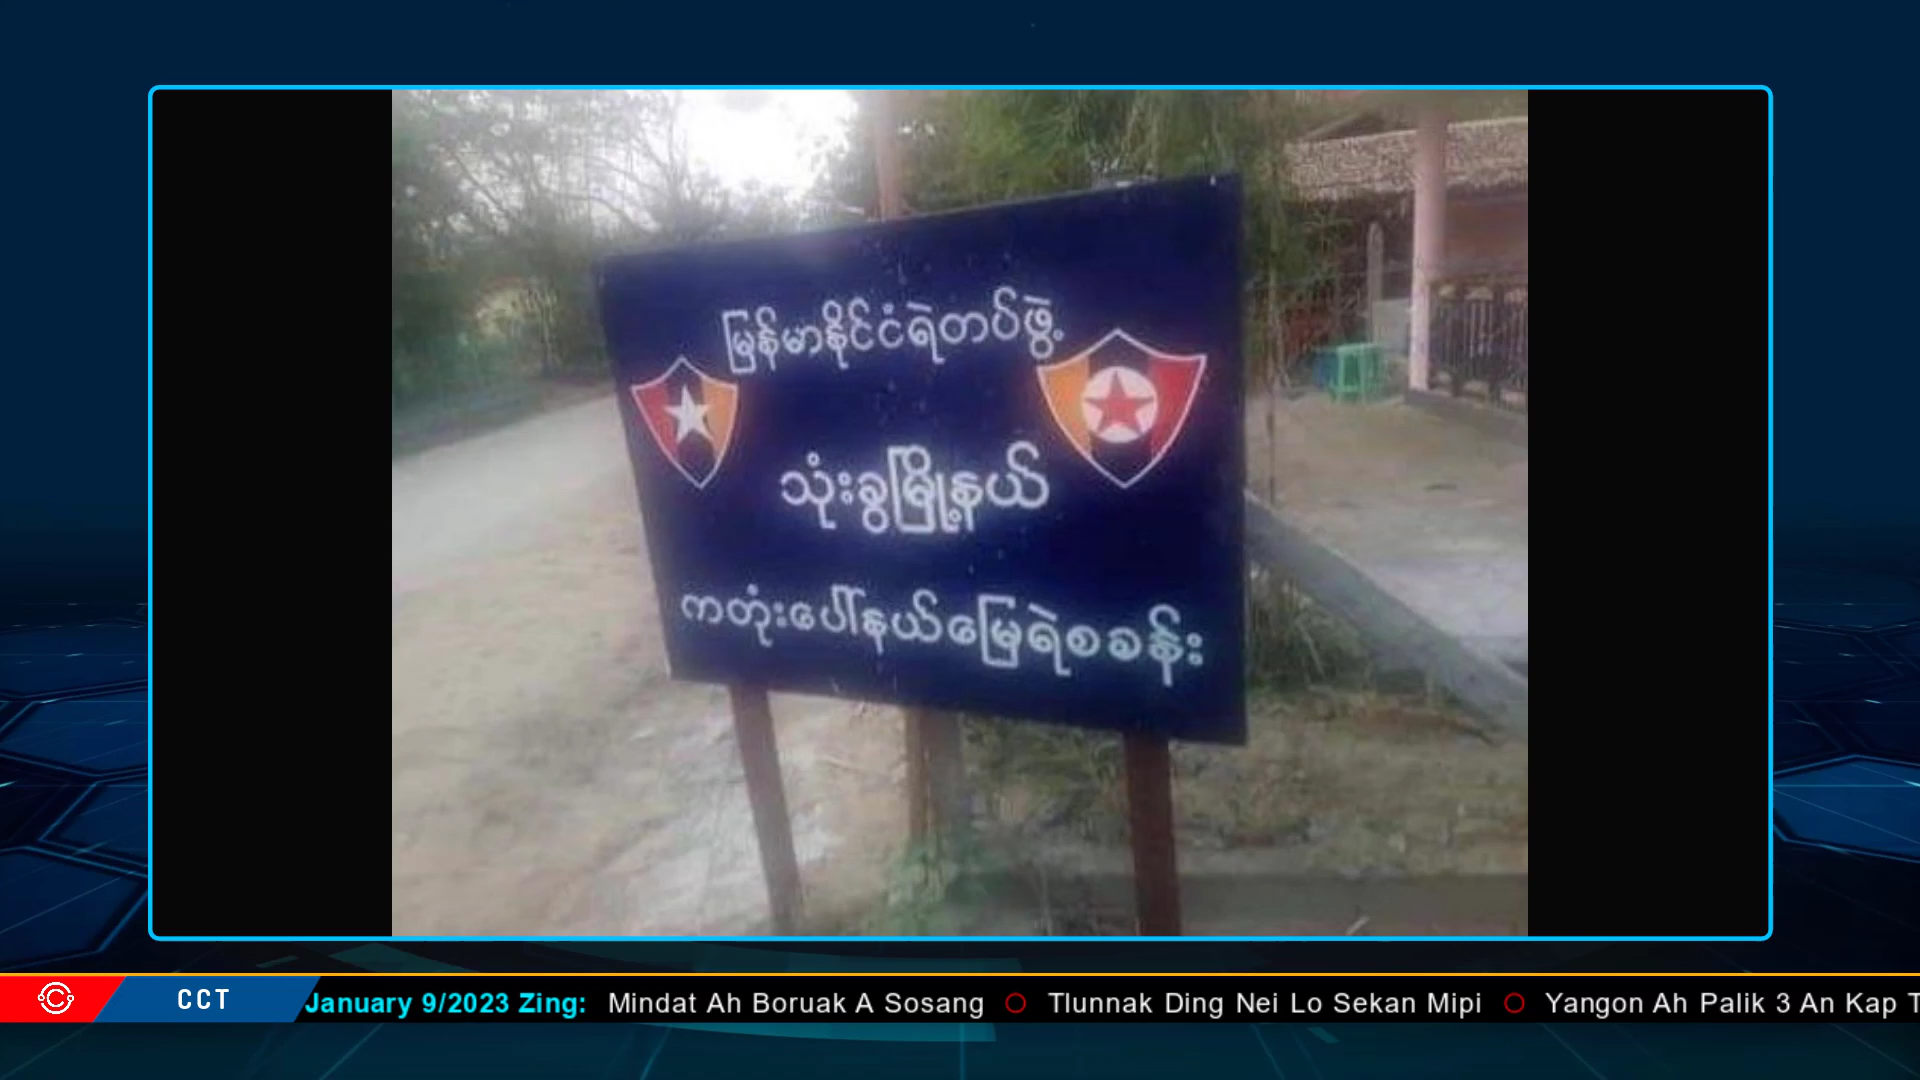 မြန်မာနိုင်ငံရဲတပ်ဖွဲ့
သုံးခွမြို့နယ်
ကတုံးပေါ်နယ်မြေရဲစခန်း
CCT January 9/2023 Zing: Mindat Ah Boruak A Sosang Tlunnak Ding Nei Lo Sekan Mipi Yangon Ah Palik 3 An Kap